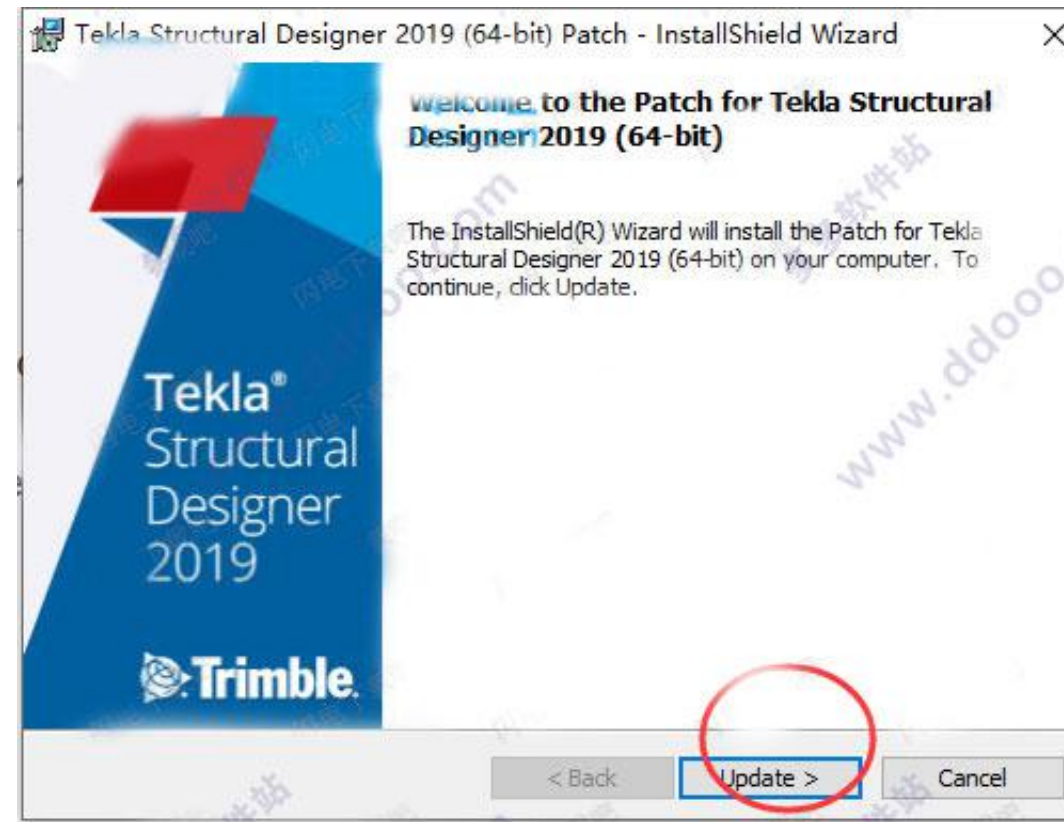 Tekla Structural Designer 2019 (64-bit) Patch - InstallShield Wizard
Welcome to the Patch for Tekla Structural
Designer 2019 (64-bit)
The InstallShield(R) Wizard will install the Patch for Tekla
Structural Designer 2019 (64-bit) on your computer. To
continue, click Update.
Tekla®
Structural
Designer
2019
Trimble.
www.ddooo
< Back
Update >
Cancel